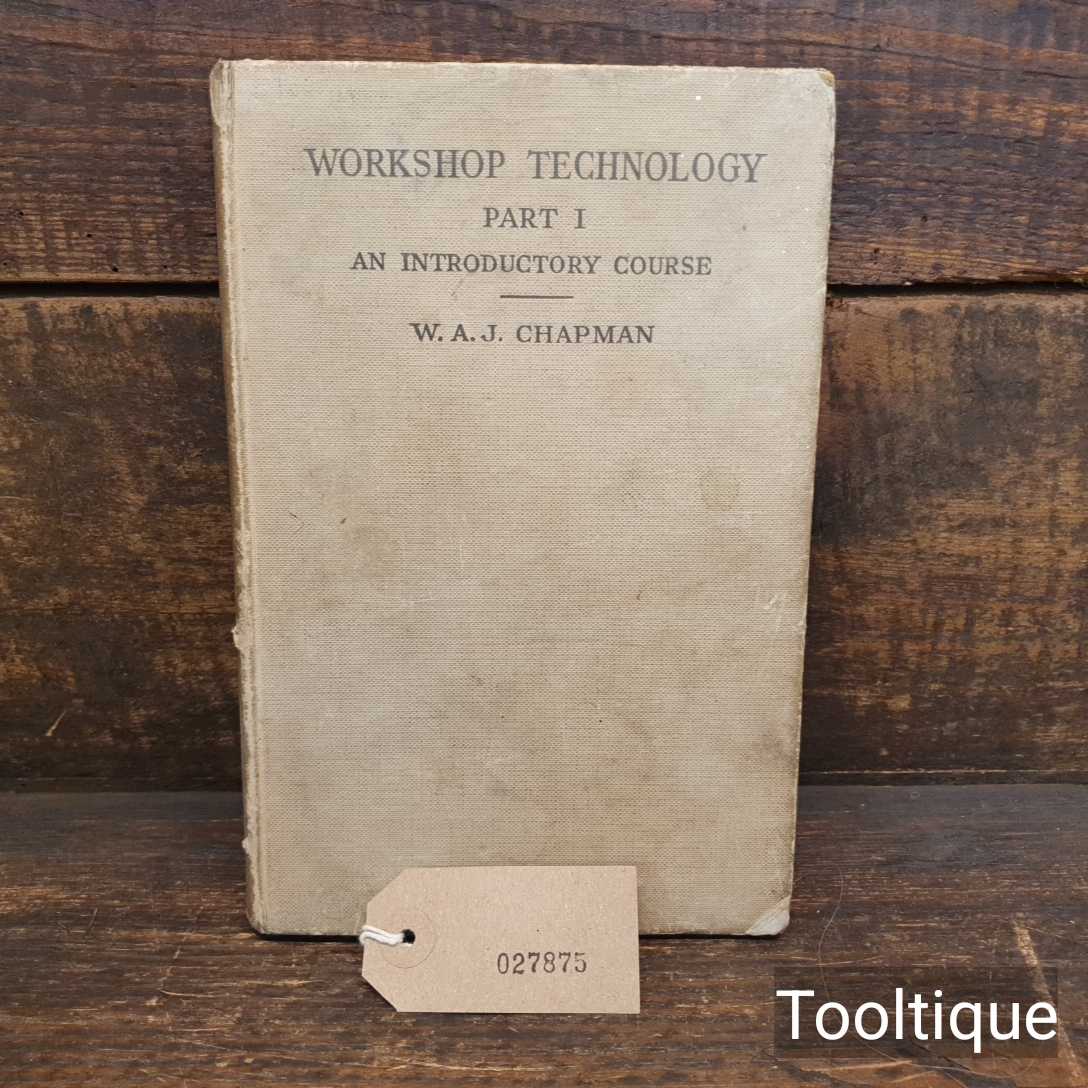 WORKSHOP TECHNOLOGY
PART I
AN INTRODUCTORY COURSE
W. A. J. CHAPMAN
027875
Tooltique